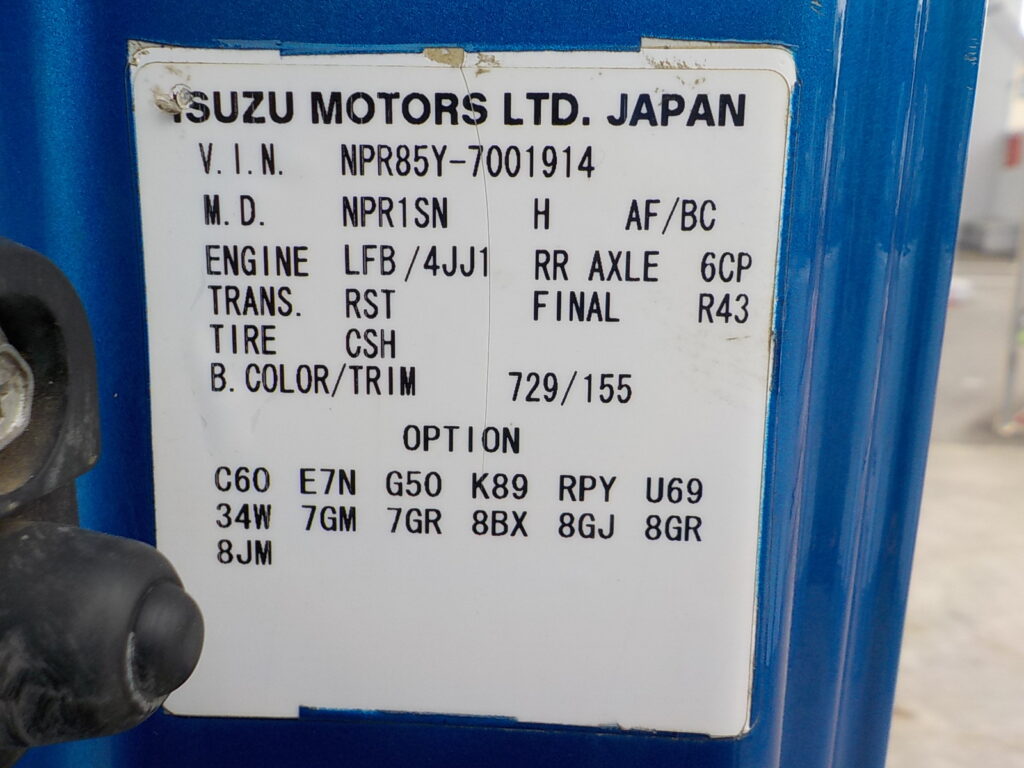 ISUZU MOTORS LTD. JAPAN
V.I.N. NPR85Y-7001914
M.D. NPR1SN H AF/BC
ENGINE LFB/4JJ1 RR AXLE 6CP
TRANS. RST FINAL R43
TIRE CSH
B.COLOR/TRIM 729/155
OPTION
C60 E7N G50 K89 RPY U69
34W 7GM 7GR 8BX 8GJ 8GR
8JM